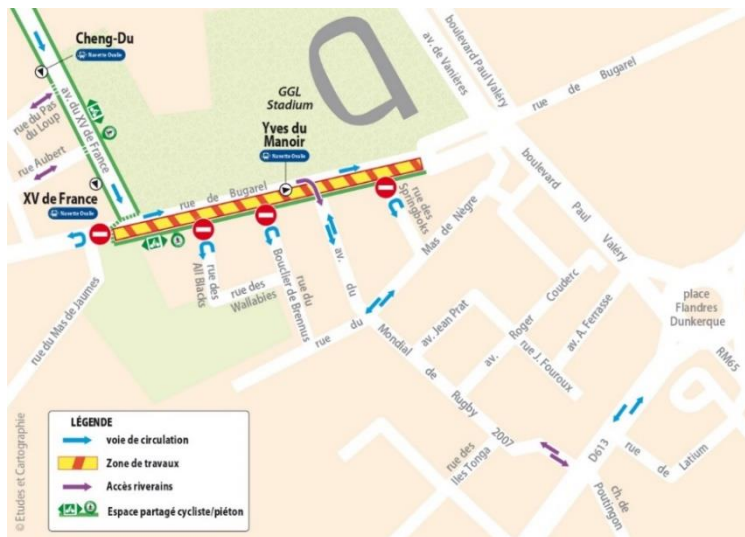 Cheng-Du
Navette Ovalie
av. du XV de France
rue du Pas
du Loup
rue Aubert
XV de France
Navette Ovalie
GGL
Stadium
Yves du
Manoir
Navette Ovalie
rue de Bugarel
av. de Vanières
boulevard Paul Valéry
rue de Bugarel
boulevard Paul Valéry
rue des
Springboks
rue des
All Blacks
rue des
Wallabies
rue du
Bouclier de Brennus
rue du Mas de Jaumes
rue du Mas de Nègre
av. du Mondial de Rugby 2007
av. Jean Prat
av. Roger Couderc
rue J. Fouroux
av. A. Ferrasse
place
Flandres
Dunkerque
RM65
D613
rue de Latium
ch. de
Poutingon
rue des
Iles Tonga
LÉGENDE
voie de circulation
Zone de travaux
Accès riverains
Espace partagé cycliste/piéton
© Etudes et Cartographie